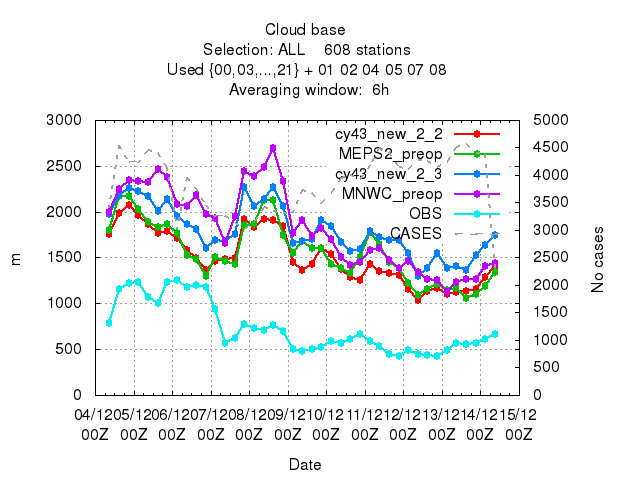 Cloud base
Selection: ALL    608 stations
Used {00,03,...,21} + 01 02 04 05 07 08
Averaging window:  6h
3000
2500
2000
1500
1000
500
0
m
5000
4500
4000
3500
3000
2500
2000
1500
1000
500
0
No cases
cy43_new_2_2
MEPS2_preop
cy43_new_2_3
MNWC_preop
OBS
CASES
04/12 05/12 06/12 07/12 08/12 09/12 10/12 11/12 12/12 13/12 14/12 15/12
00Z 00Z 00Z 00Z 00Z 00Z 00Z 00Z 00Z 00Z 00Z 00Z
Date